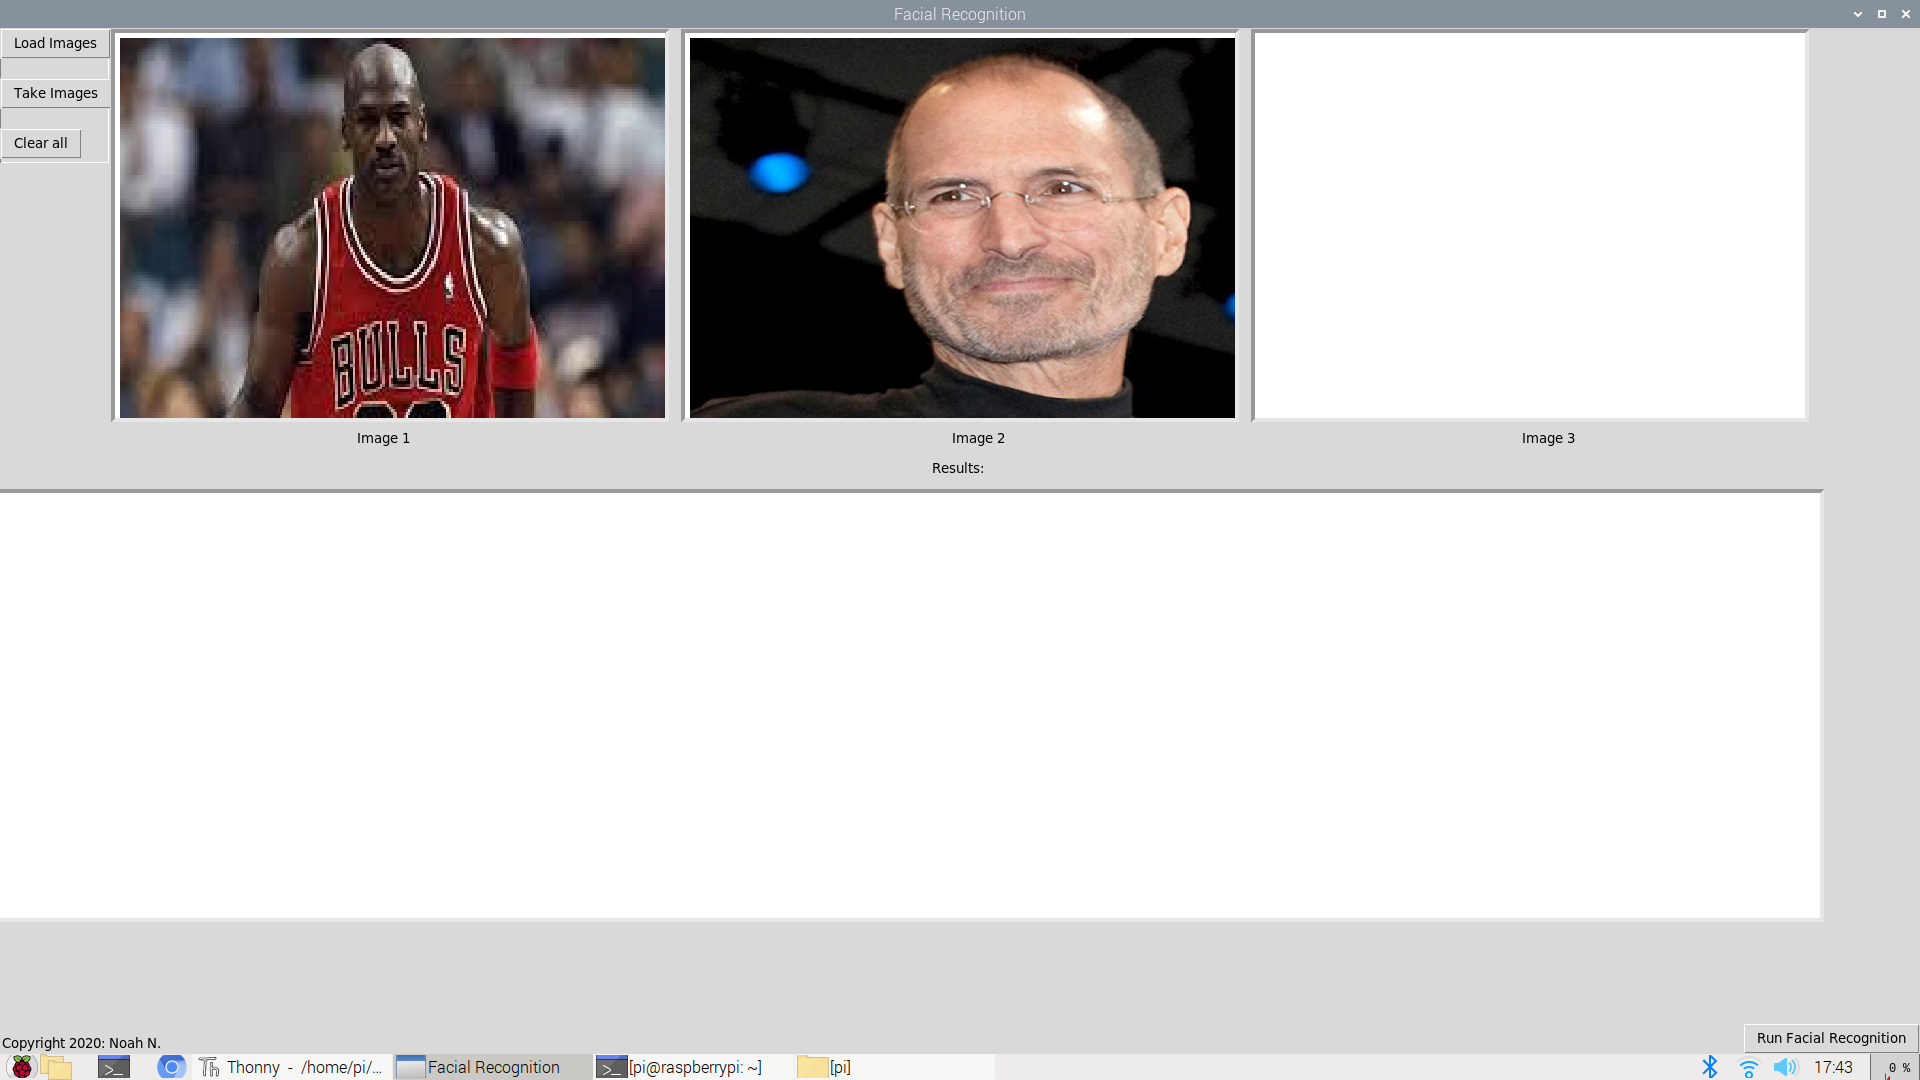 Facial Recognition
Load Images
Take Images
Clear all
BULLS
Image 1
Image 2
Image 3
Results:
Copyright 2020: Noah N.
Run Facial Recognition
Thonny - /home/pi/...
Facial Recognition
[pi@raspberrypi: ~]
[pi]
17:43
0 %